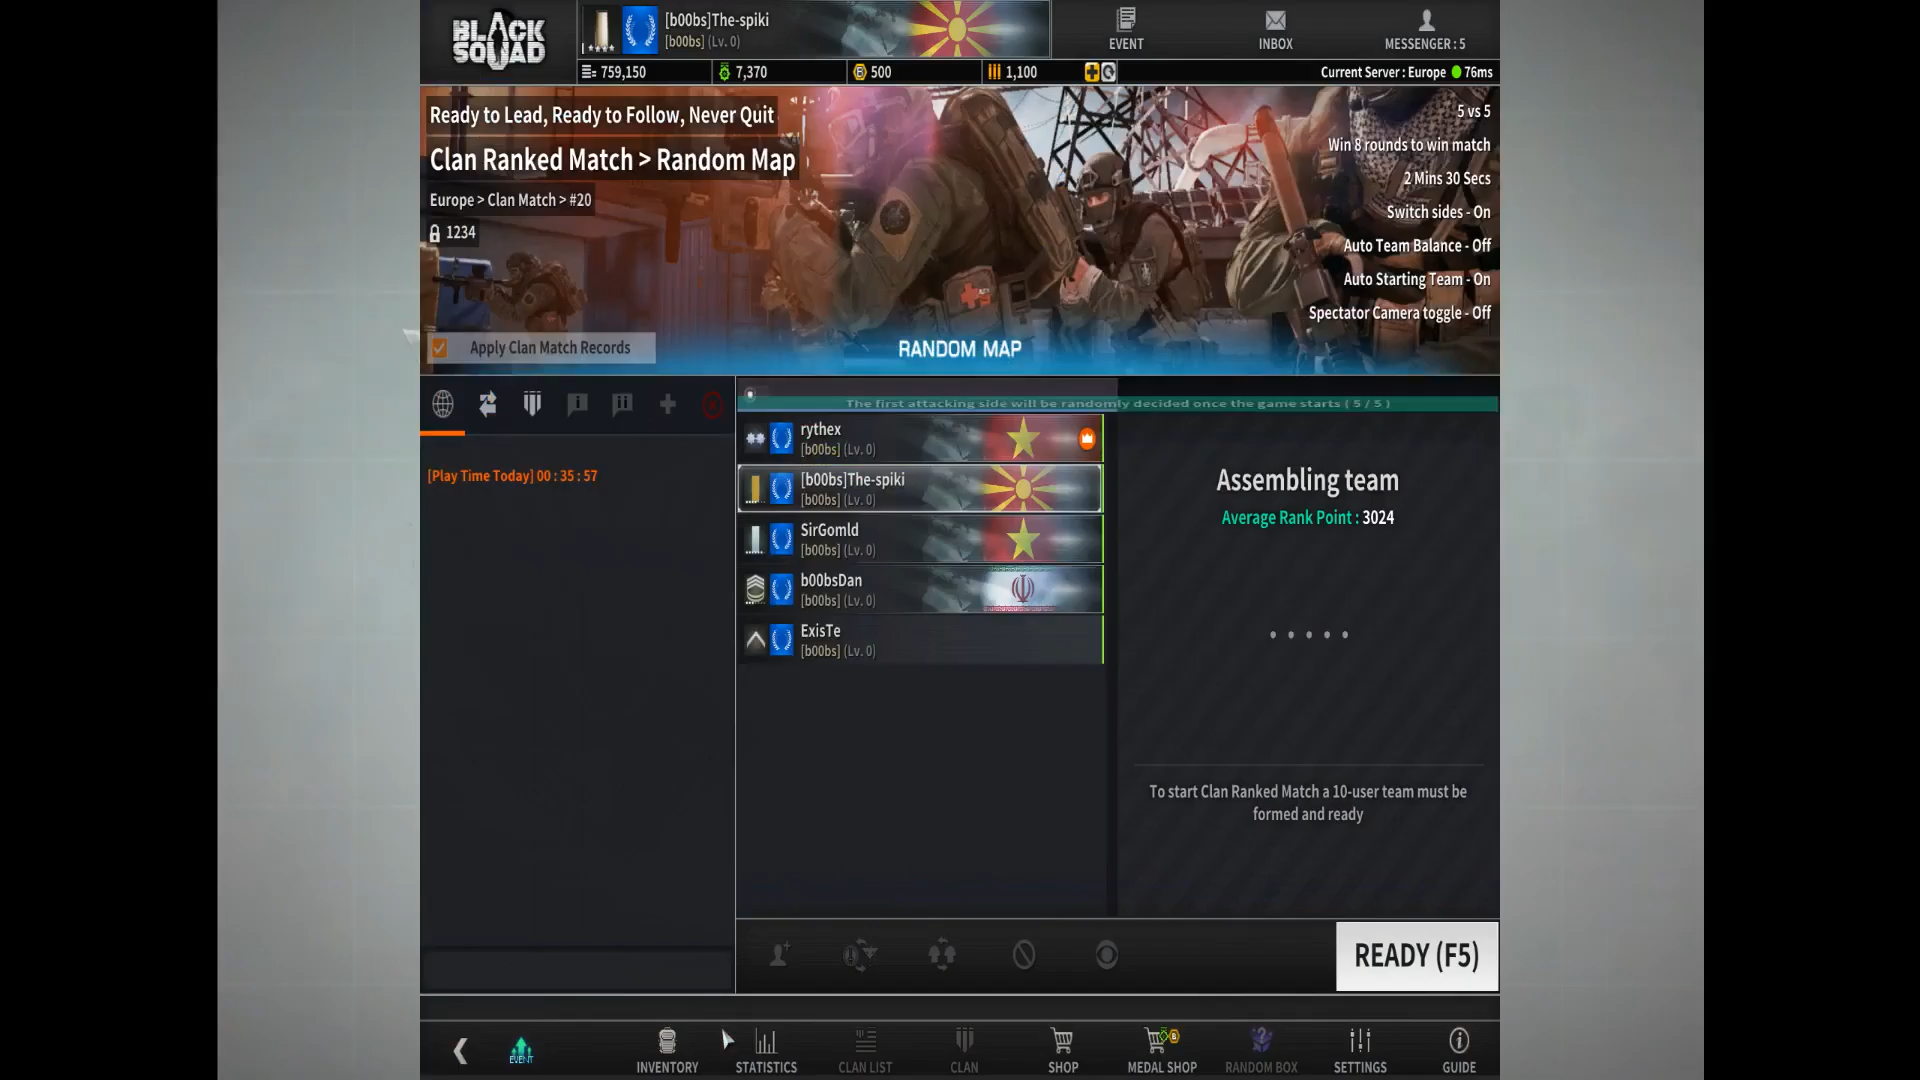 BLACK SQUAD
[b00bs]The-spiki
[b00bs] (Lv. 0)
EVENT
INBOX
MESSENGER : 5
759,150
7,370
500
1,100
Current Server : Europe 76ms
Ready to Lead, Ready to Follow, Never Quit
Clan Ranked Match > Random Map
Europe > Clan Match > #20
1234
5 vs 5
Win 8 rounds to win match
2 Mins 30 Secs
Switch sides - On
Auto Team Balance - Off
Auto Starting Team - On
Spectator Camera toggle - Off
Apply Clan Match Records
RANDOM MAP
The first attacking side will be randomly decided once the game starts ( 5 / 5 )
[Play Time Today] 00 : 35 : 57
rythex
[b00bs] (Lv. 0)
[b00bs]The-spiki
[b00bs] (Lv. 0)
SirGomld
[b00bs] (Lv. 0)
b00bsDan
[b00bs] (Lv. 0)
ExisTe
[b00bs] (Lv. 0)
Assembling team
Average Rank Point : 3024
To start Clan Ranked Match a 10-user team must be
formed and ready
READY (F5)
EVENT
INVENTORY
STATISTICS
CLAN LIST
CLAN
SHOP
MEDAL SHOP
RANDOM BOX
SETTINGS
GUIDE